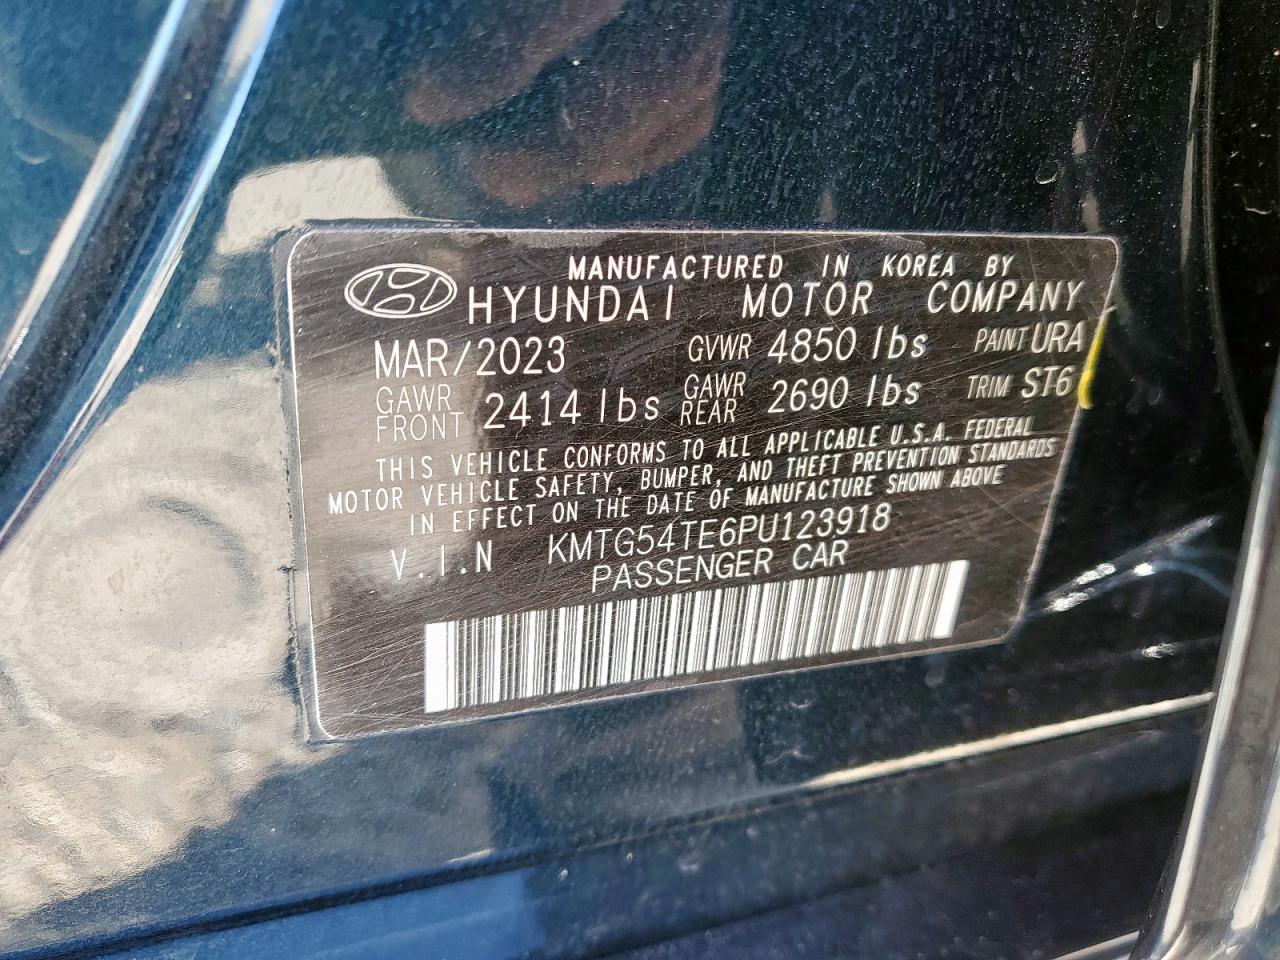 MANUFACTURED IN KOREA BY
HYUNDAI MOTOR COMPANY
MAR/2023 GVWR 4850 lbs PAINT URA
GAWR FRONT 2414 lbs GAWR REAR 2690 lbs TRIM ST6
THIS VEHICLE CONFORMS TO ALL APPLICABLE U.S.A. FEDERAL
MOTOR VEHICLE SAFETY, BUMPER, AND THEFT PREVENTION STANDARDS
IN EFFECT ON THE DATE OF MANUFACTURE SHOWN ABOVE
V.I.N KMTG54TE6PU123918
PASSENGER CAR